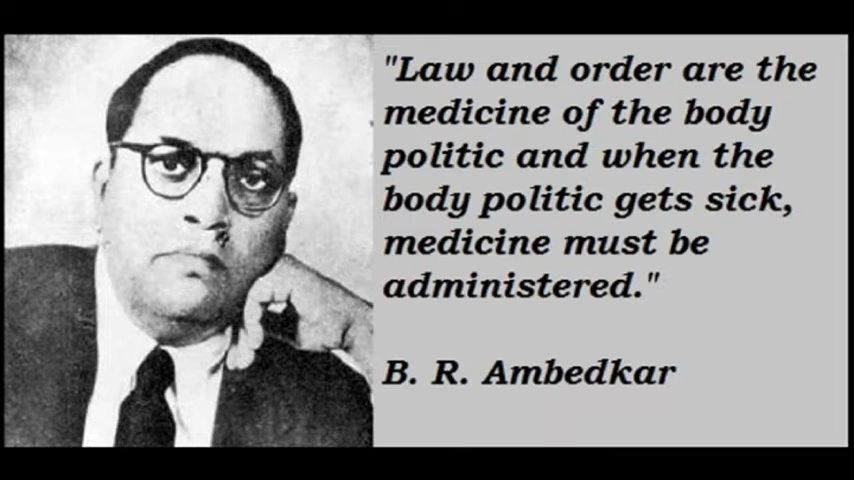 "Law and order are the
medicine of the body
politic and when the
body politic gets sick,
medicine must be
administered."
B. R. Ambedkar